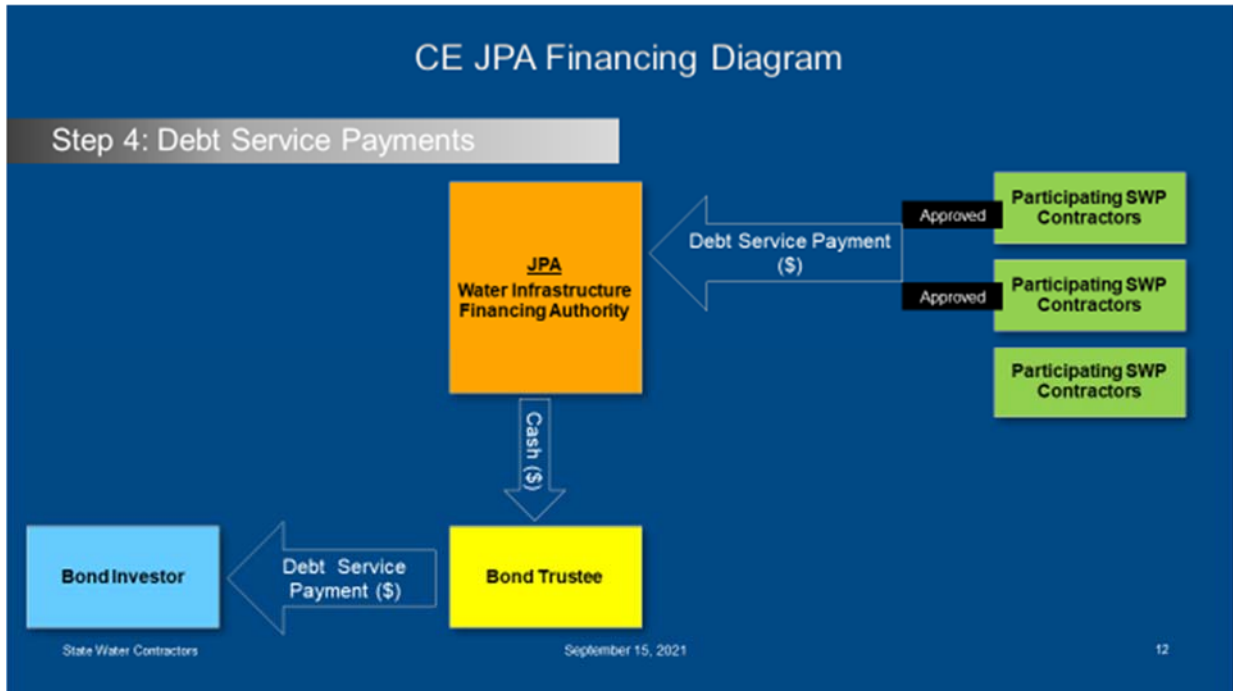 CE JPA Financing Diagram
Step 4: Debt Service Payments
JPA
Water Infrastructure
Financing Authority
Debt Service Payment
($)
Approved
Participating SWP
Contractors
Approved
Participating SWP
Contractors
Participating SWP
Contractors
Cash ($)
Bond Investor
Debt Service
Payment ($)
Bond Trustee
State Water Contractors
September 15, 2021
12